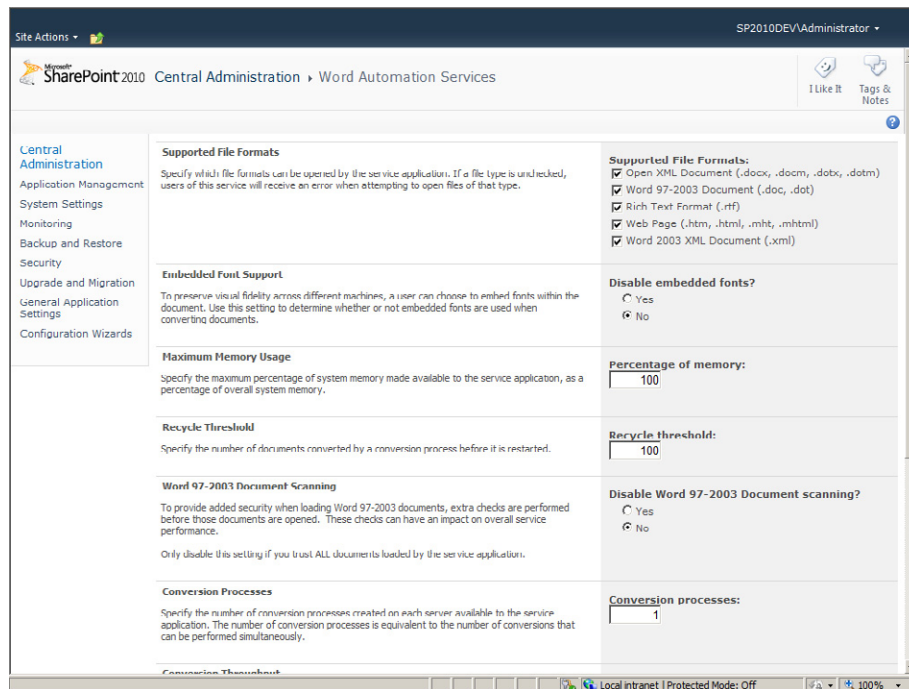 SP2010DEV\Administrator
Site Actions
Microsoft
SharePoint 2010 Central Administration Word Automation Services
I Like It
Tags &
Notes
Central
Administration
Application Management
System Settings
Monitoring
Backup and Restore
Security
Upgrade and Migration
General Application
Settings
Configuration Wizards
Supported File Formats
Specify which file formats can be opened by the service application. If a file type is unchecked,
users of this service will receive an error when attempting to open files of that type.
Supported File Formats:
Open XML Document (.docx, .docm, .dotx, .dotm)
Word 97-2003 Document (.doc, .dot)
Rich Text Format (.rtf)
Web Page (.htm, .html, .mht, .mhtml)
Word 2003 XML Document (.xml)
Embedded Font Support
To preserve visual fidelity across different machines, a user can choose to embed fonts within the
document. Use this setting to determine whether or not embedded fonts are used when
converting documents.
Disable embedded fonts?
Yes
No
Maximum Memory Usage
Specify the maximum percentage of system memory made available to the service application, as a
percentage of overall system memory.
Percentage of memory:
100
Recycle Threshold
Specify the number of documents converted by a conversion process before it is restarted.
Recycle threshold:
100
Word 97-2003 Document Scanning
To provide added security when loading Word 97-2003 documents, extra checks are performed
before those documents are opened. These checks can have an impact on overall service
performance.
Only disable this setting if you trust ALL documents loaded by the service application.
Disable Word 97-2003 Document scanning?
Yes
No
Conversion Processes
Specify the number of conversion processes created on each server available to the service
application. The number of conversion processes is equivalent to the number of conversions that
can be performed simultaneously.
Conversion processes:
1
Conversion Throughput
Local intranet | Protected Mode: Off
100%